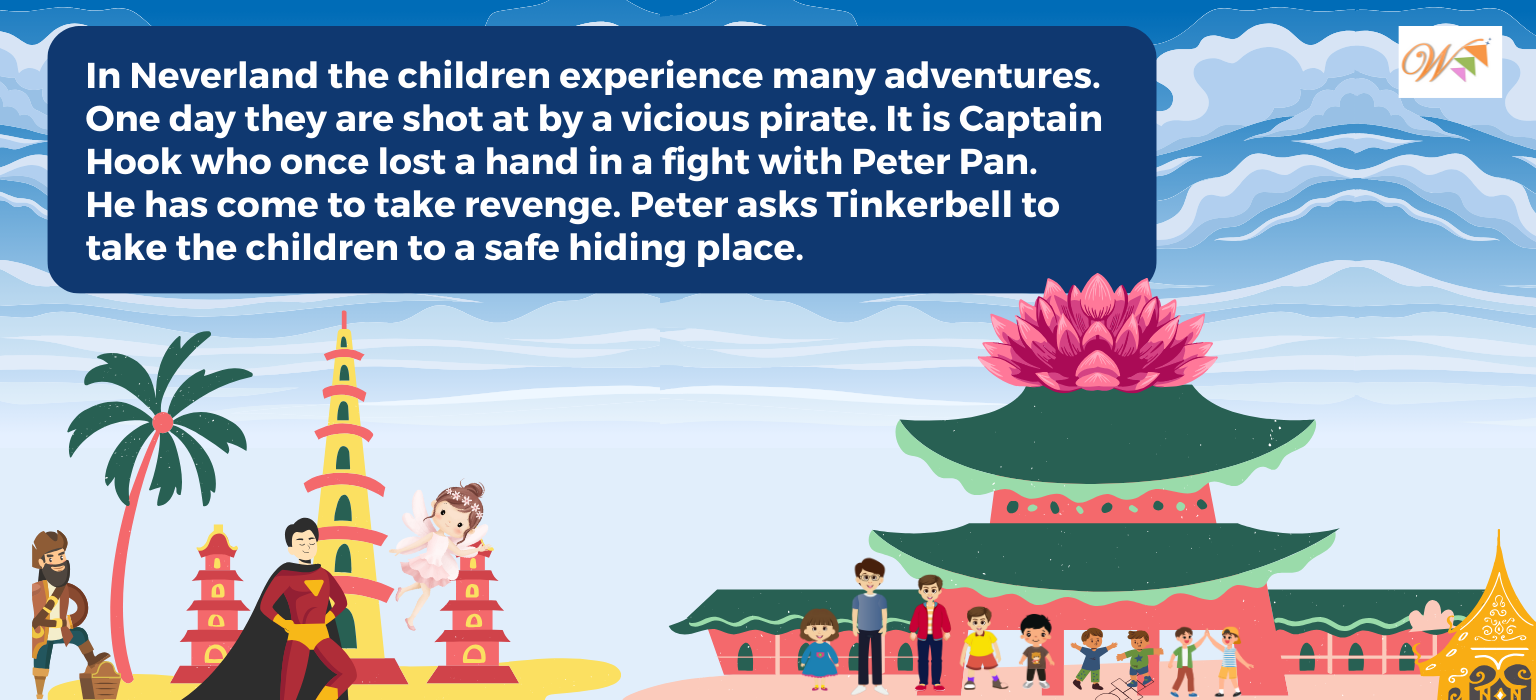 In Neverland the children experience many adventures.
One day they are shot at by a vicious pirate. It is Captain
Hook who once lost a hand in a fight with Peter Pan.
He has come to take revenge. Peter asks Tinkerbell to
take the children to a safe hiding place.
W